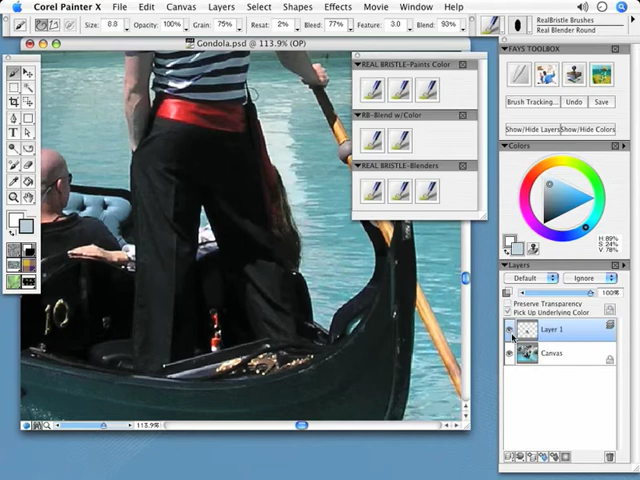 Corel Painter X File Edit Canvas Layers Select Shapes Effects Movie Window Help
Size: 8.8 Opacity: 100% Grain: 75% Resat: 2% Bleed: 77% Feature: 3.0 Blend: 93%
RealBristle Brushes
Real Blender Round
Gondola.psd @ 113.9% (OP)
REAL BRISTLE-Paints Color
RB-Blend w/Color
REAL BRISTLE-Blenders
FAYS TOOLBOX
Brush Tracking... Undo Save
Show/Hide Layers Show/Hide Colors
Colors
H: 89%
S: 24%
V: 78%
Layers
Default Ignore
100%
Preserve Transparency
Pick Up Underlying Color
Layer 1
Canvas
10
113.9%